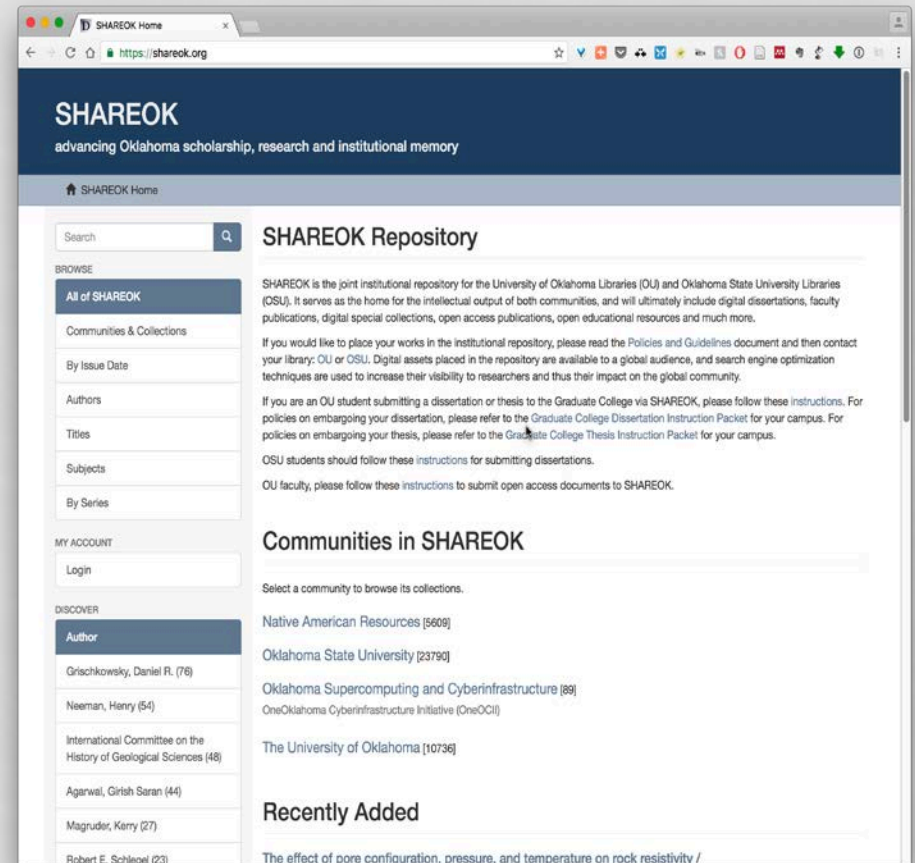 SHAREOK Home
https://shareok.org
SHAREOK
advancing Oklahoma scholarship, research and institutional memory
SHAREOK Home
Search
BROWSE
All of SHAREOK
Communities & Collections
By Issue Date
Authors
Titles
Subjects
By Series
MY ACCOUNT
Login
DISCOVER
Author
Grischkowsky, Daniel R. (76)
Neeman, Henry (54)
International Committee on the
History of Geological Sciences (48)
Agarwal, Girish Saran (44)
Magruder, Kerry (27)
Robert E. Schlegel (23)
SHAREOK Repository
SHAREOK is the joint institutional repository for the University of Oklahoma Libraries (OU) and Oklahoma State University Libraries
(OSU). It serves as the home for the intellectual output of both communities, and will ultimately include digital dissertations, faculty
publications, digital special collections, open access publications, open educational resources and much more.
If you would like to place your works in the institutional repository, please read the Policies and Guidelines document and then contact
your library: OU or OSU. Digital assets placed in the repository are available to a global audience, and search engine optimization
techniques are used to increase their visibility to researchers and thus their impact on the global community.
If you are an OU student submitting a dissertation or thesis to the Graduate College via SHAREOK, please follow these instructions. For
policies on embargoing your dissertation, please refer to the Graduate College Dissertation Instruction Packet for your campus. For
policies on embargoing your thesis, please refer to the Graduate College Thesis Instruction Packet for your campus.
OSU students should follow these instructions for submitting dissertations.
OU faculty, please follow these instructions to submit open access documents to SHAREOK.
Communities in SHAREOK
Select a community to browse its collections.
Native American Resources [5609]
Oklahoma State University [23790]
Oklahoma Supercomputing and Cyberinfrastructure [89]
OneOklahoma Cyberinfrastructure Initiative (OneOCII)
The University of Oklahoma [10736]
Recently Added
The effect of pore configuration, pressure, and temperature on rock resistivity /